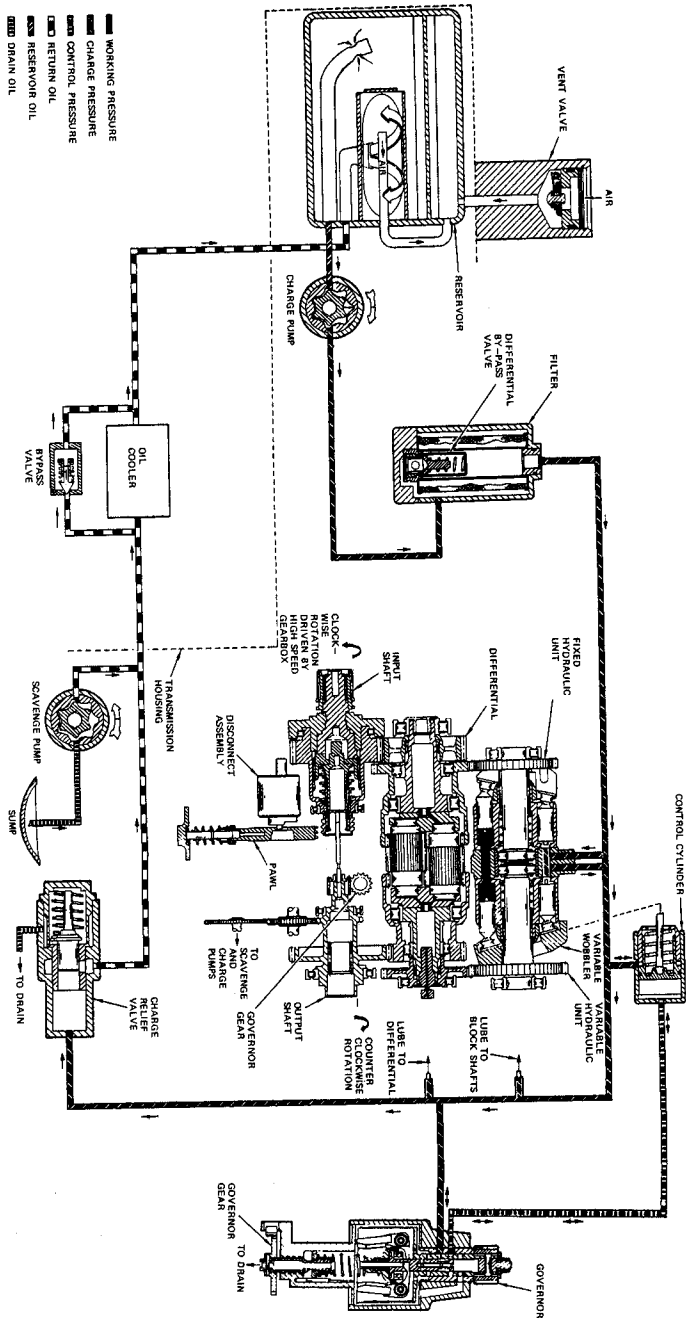 AIR
VENT VALVE
RESERVOIR
AIR
CHARGE PUMP
FILTER
DIFFERENTIAL
BY-PASS
VALVE
FIXED
HYDRAULIC
UNIT
DIFFERENTIAL
INPUT
SHAFT
CLOCK-
WISE
ROTATION
DRIVEN BY
HIGH SPEED
GEARBOX
DISCONNECT
ASSEMBLY
PAWL
CONTROL CYLINDER
VARIABLE
WOBBLER
VARIABLE
HYDRAULIC
UNIT
OUTPUT
SHAFT
COUNTER
CLOCKWISE
ROTATION
GOVERNOR
GEAR
TO
SCAVENGE
AND
CHARGE
PUMPS
LUBE TO
BLOCK SHAFTS
LUBE TO
DIFFERENTIAL
GOVERNOR
GOVERNOR
GEAR
TO
DRAIN
OIL
COOLER
BYPASS
VALVE
TRANSMISSION
HOUSING
SCAVENGE PUMP
SUMP
CHARGE
RELIEF
VALVE
TO DRAIN
WORKING PRESSURE
CHARGE PRESSURE
CONTROL PRESSURE
RETURN OIL
RESERVOIR OIL
DRAIN OIL